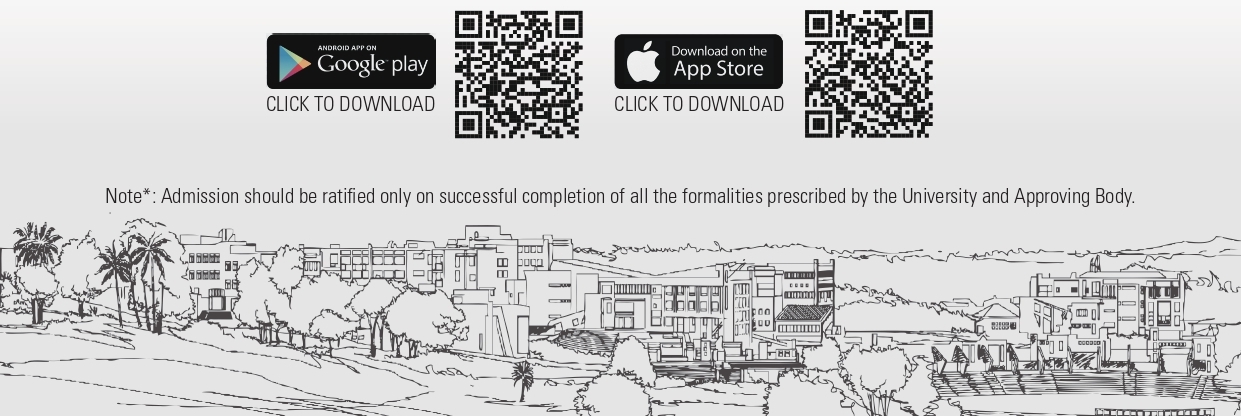 ANDROID APP ON
Google play
CLICK TO DOWNLOAD
Download on the
App Store
CLICK TO DOWNLOAD
Note*: Admission should be ratified only on successful completion of all the formalities prescribed by the University and Approving Body.